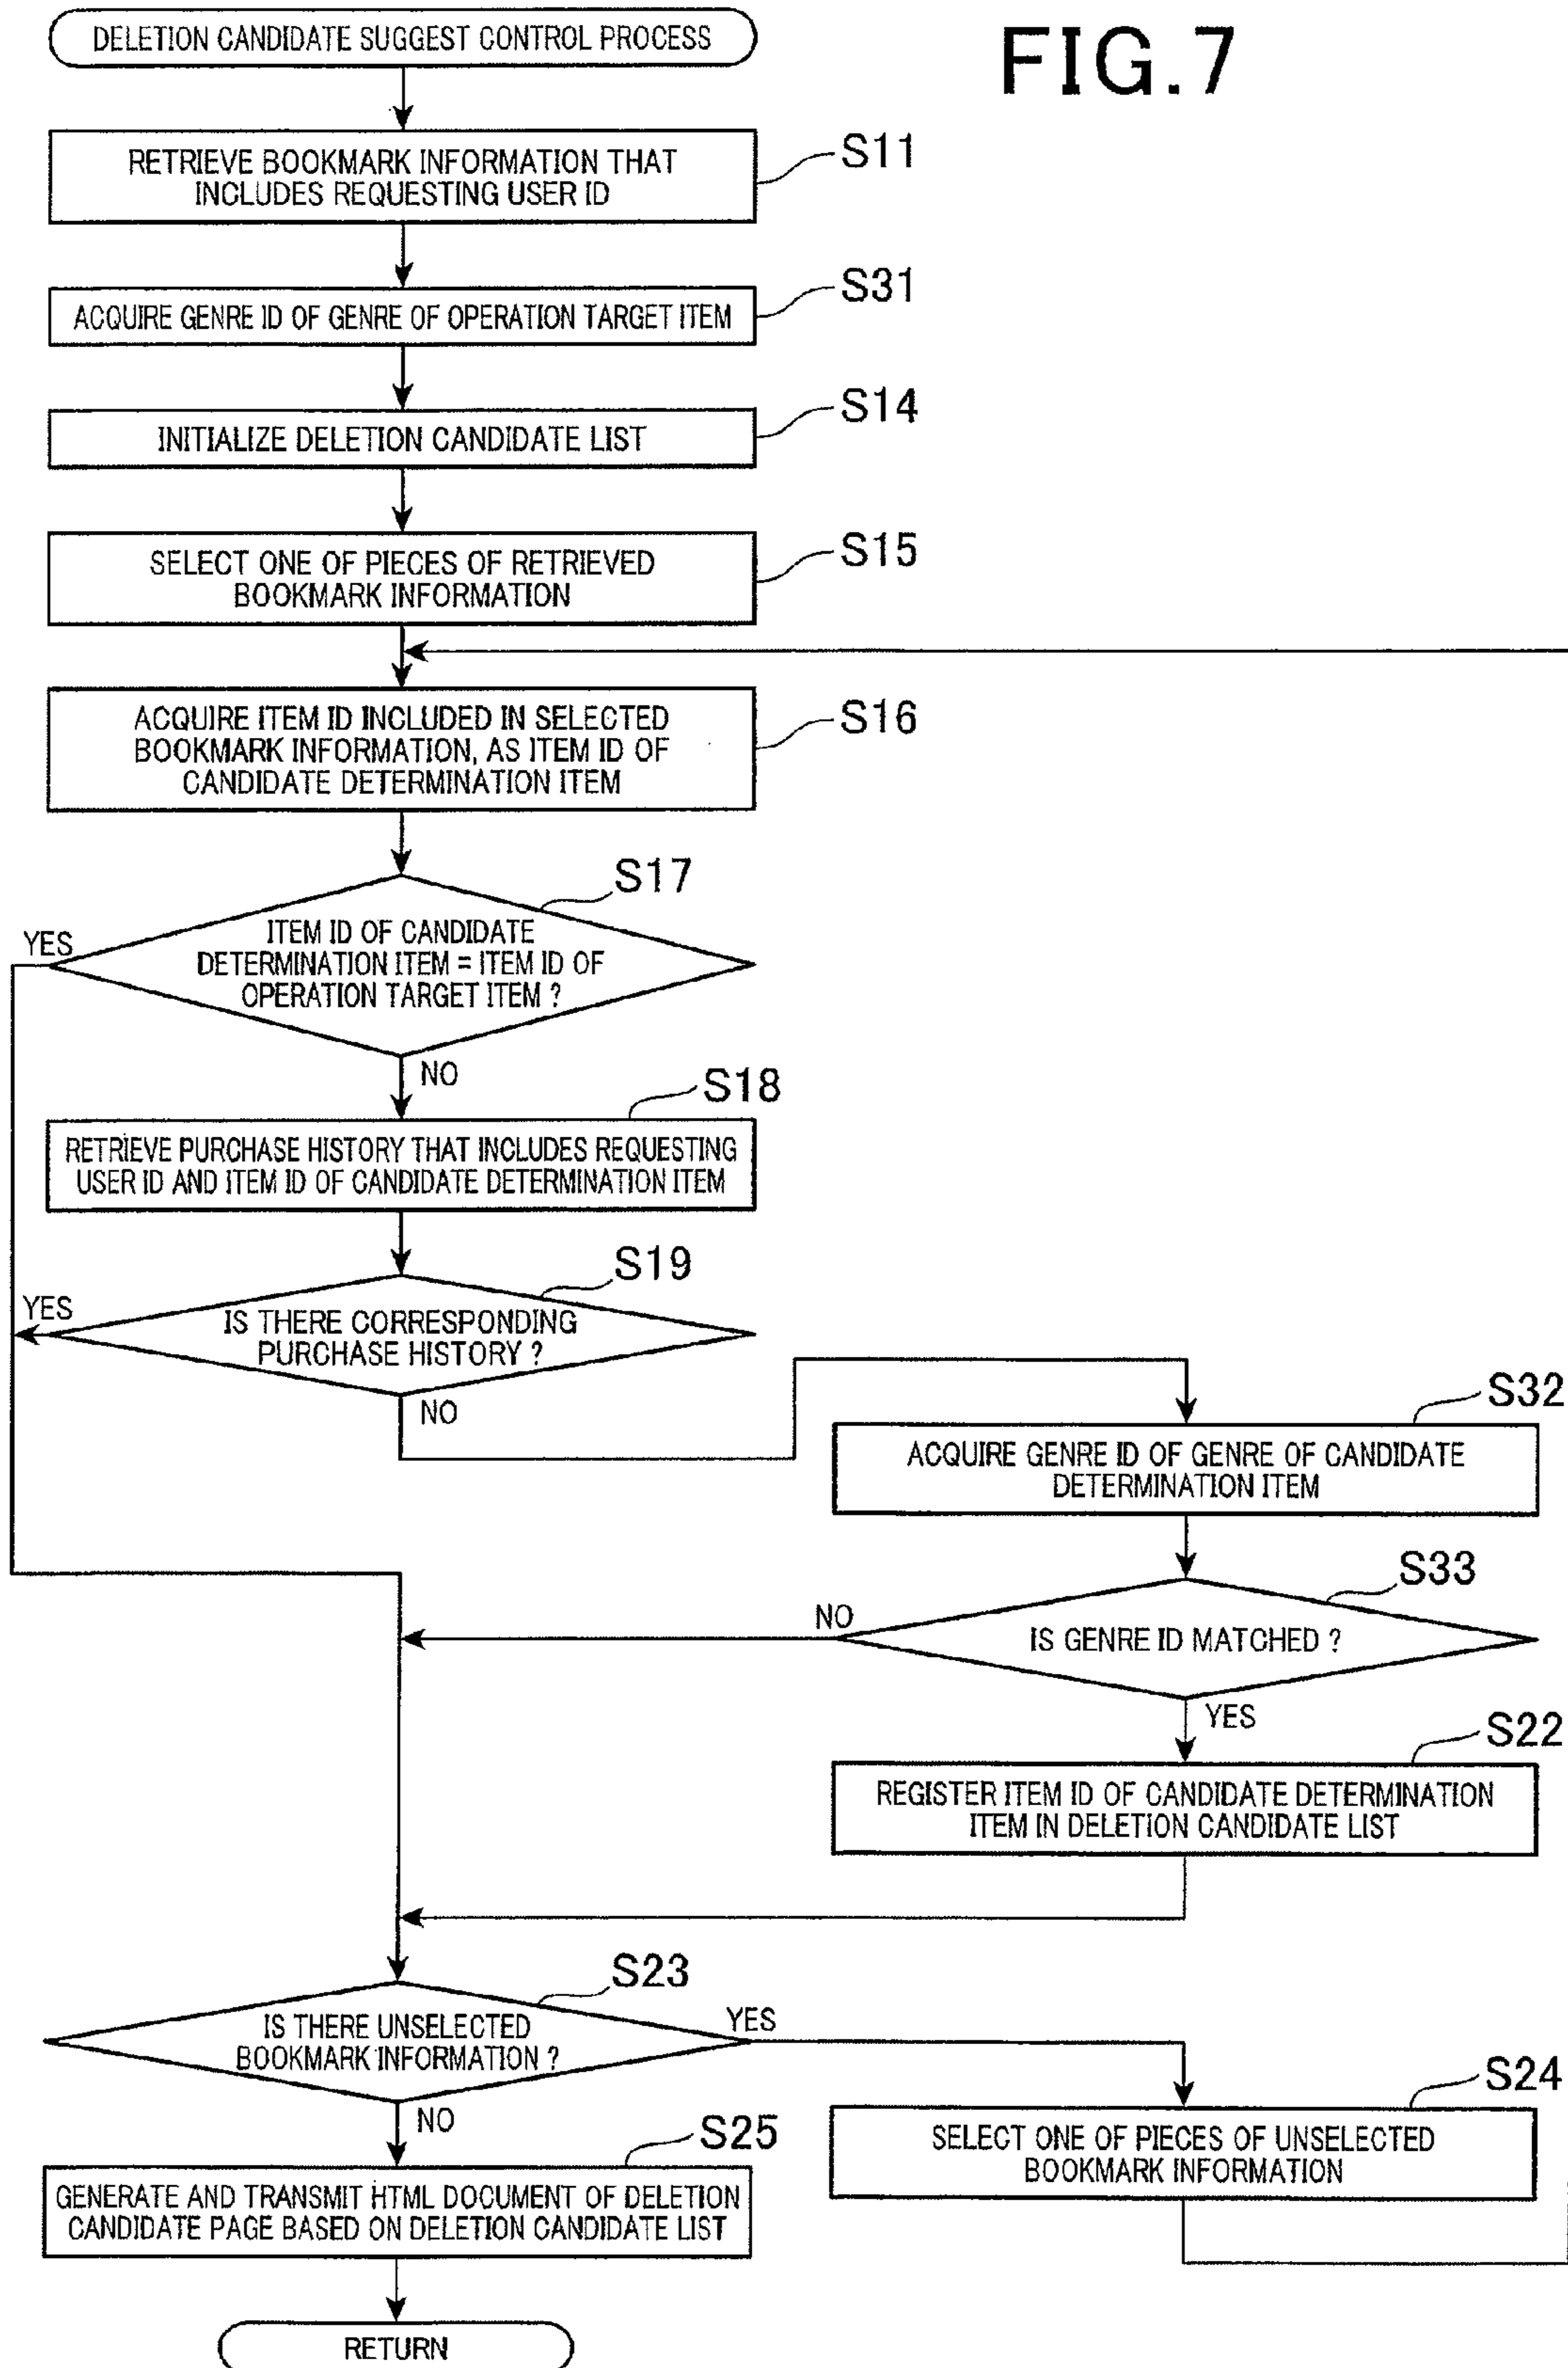 FIG.7
DELETION CANDIDATE SUGGEST CONTROL PROCESS
S11
RETRIEVE BOOKMARK INFORMATION THAT
INCLUDES REQUESTING USER ID
S31
ACQUIRE GENRE ID OF GENRE OF OPERATION TARGET ITEM
S14
INITIALIZE DELETION CANDIDATE LIST
S15
SELECT ONE OF PIECES OF RETRIEVED
BOOKMARK INFORMATION
S16
ACQUIRE ITEM ID INCLUDED IN SELECTED
BOOKMARK INFORMATION, AS ITEM ID OF
CANDIDATE DETERMINATION ITEM
S17
YES
ITEM ID OF CANDIDATE
DETERMINATION ITEM = ITEM ID OF
OPERATION TARGET ITEM ?
NO
S18
RETRIEVE PURCHASE HISTORY THAT INCLUDES REQUESTING
USER ID AND ITEM ID OF CANDIDATE DETERMINATION ITEM
S19
YES
IS THERE CORRESPONDING
PURCHASE HISTORY ?
NO
S32
ACQUIRE GENRE ID OF GENRE OF CANDIDATE
DETERMINATION ITEM
S33
NO
IS GENRE ID MATCHED ?
YES
S22
REGISTER ITEM ID OF CANDIDATE DETERMINATION
ITEM IN DELETION CANDIDATE LIST
S23
IS THERE UNSELECTED
BOOKMARK INFORMATION ?
YES
NO
S24
SELECT ONE OF PIECES OF UNSELECTED
BOOKMARK INFORMATION
S25
GENERATE AND TRANSMIT HTML DOCUMENT OF DELETION
CANDIDATE PAGE BASED ON DELETION CANDIDATE LIST
RETURN